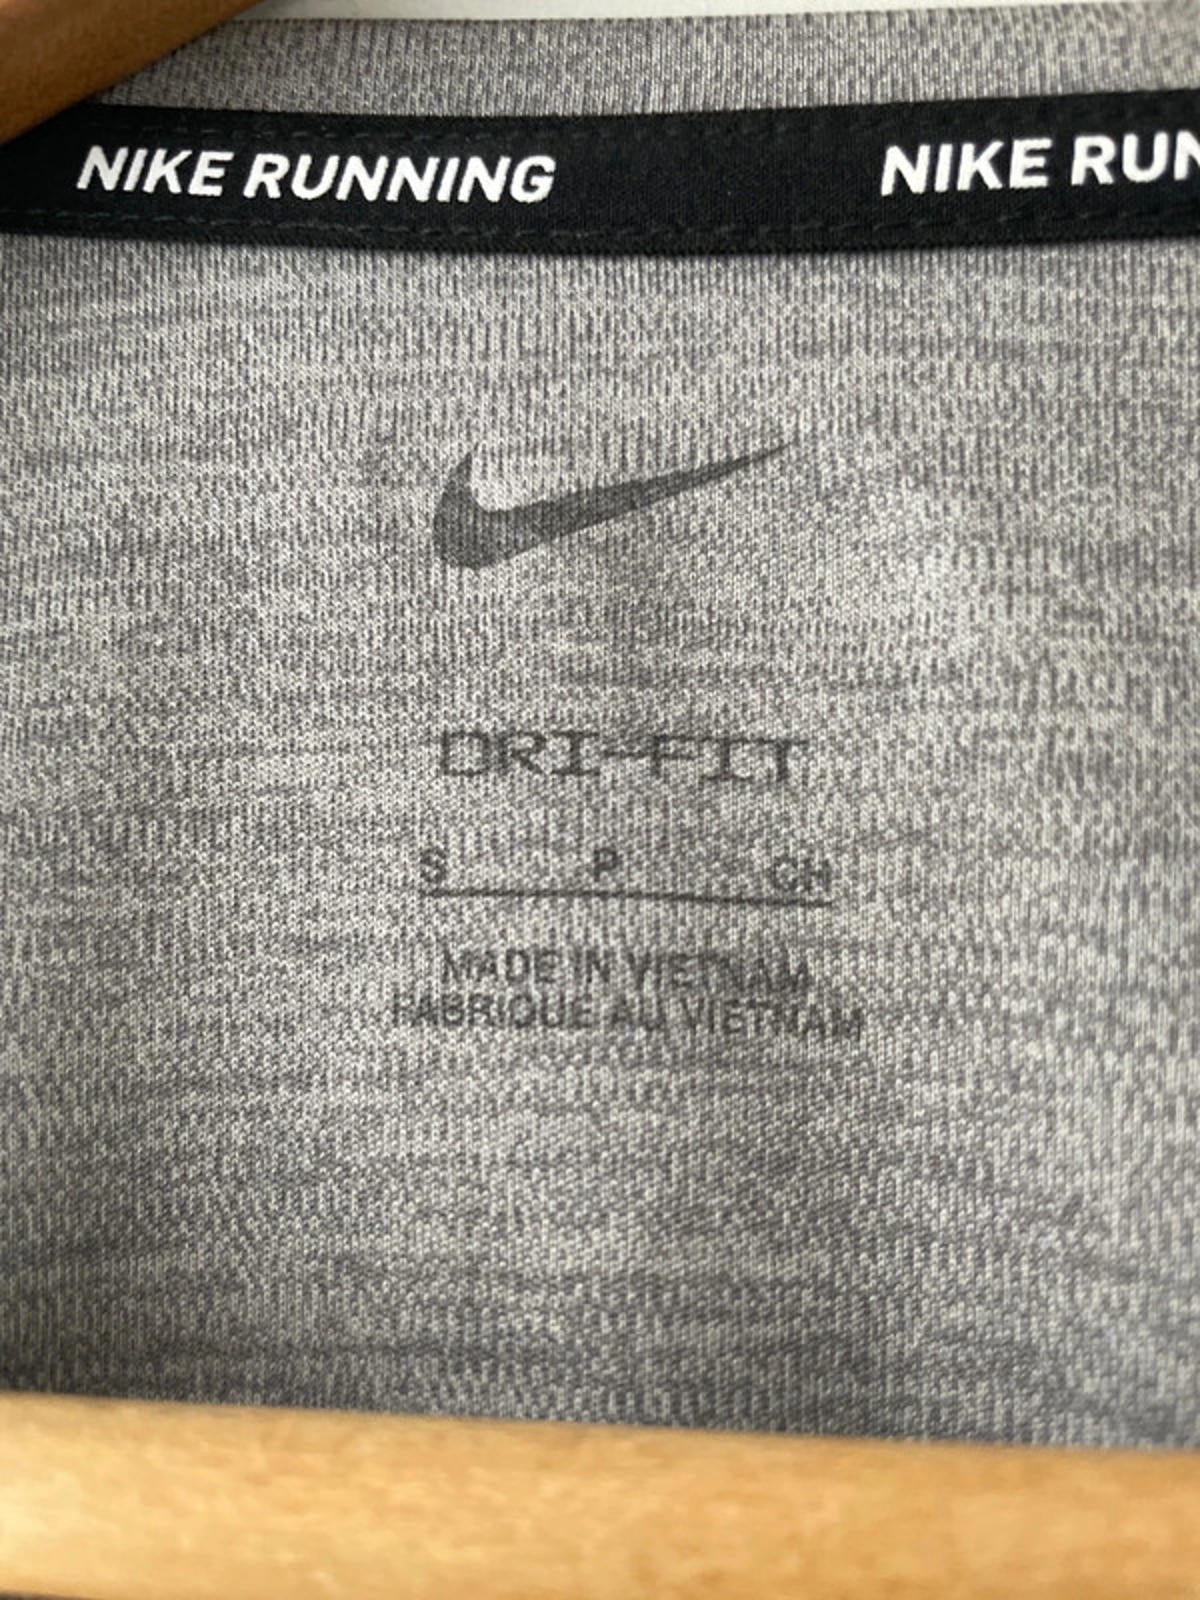 NIKE RUNNING NIKE RUN
DRI-FIT
S P CH
MADE IN VIETNAM
FABRIQUE AU VIETNAM